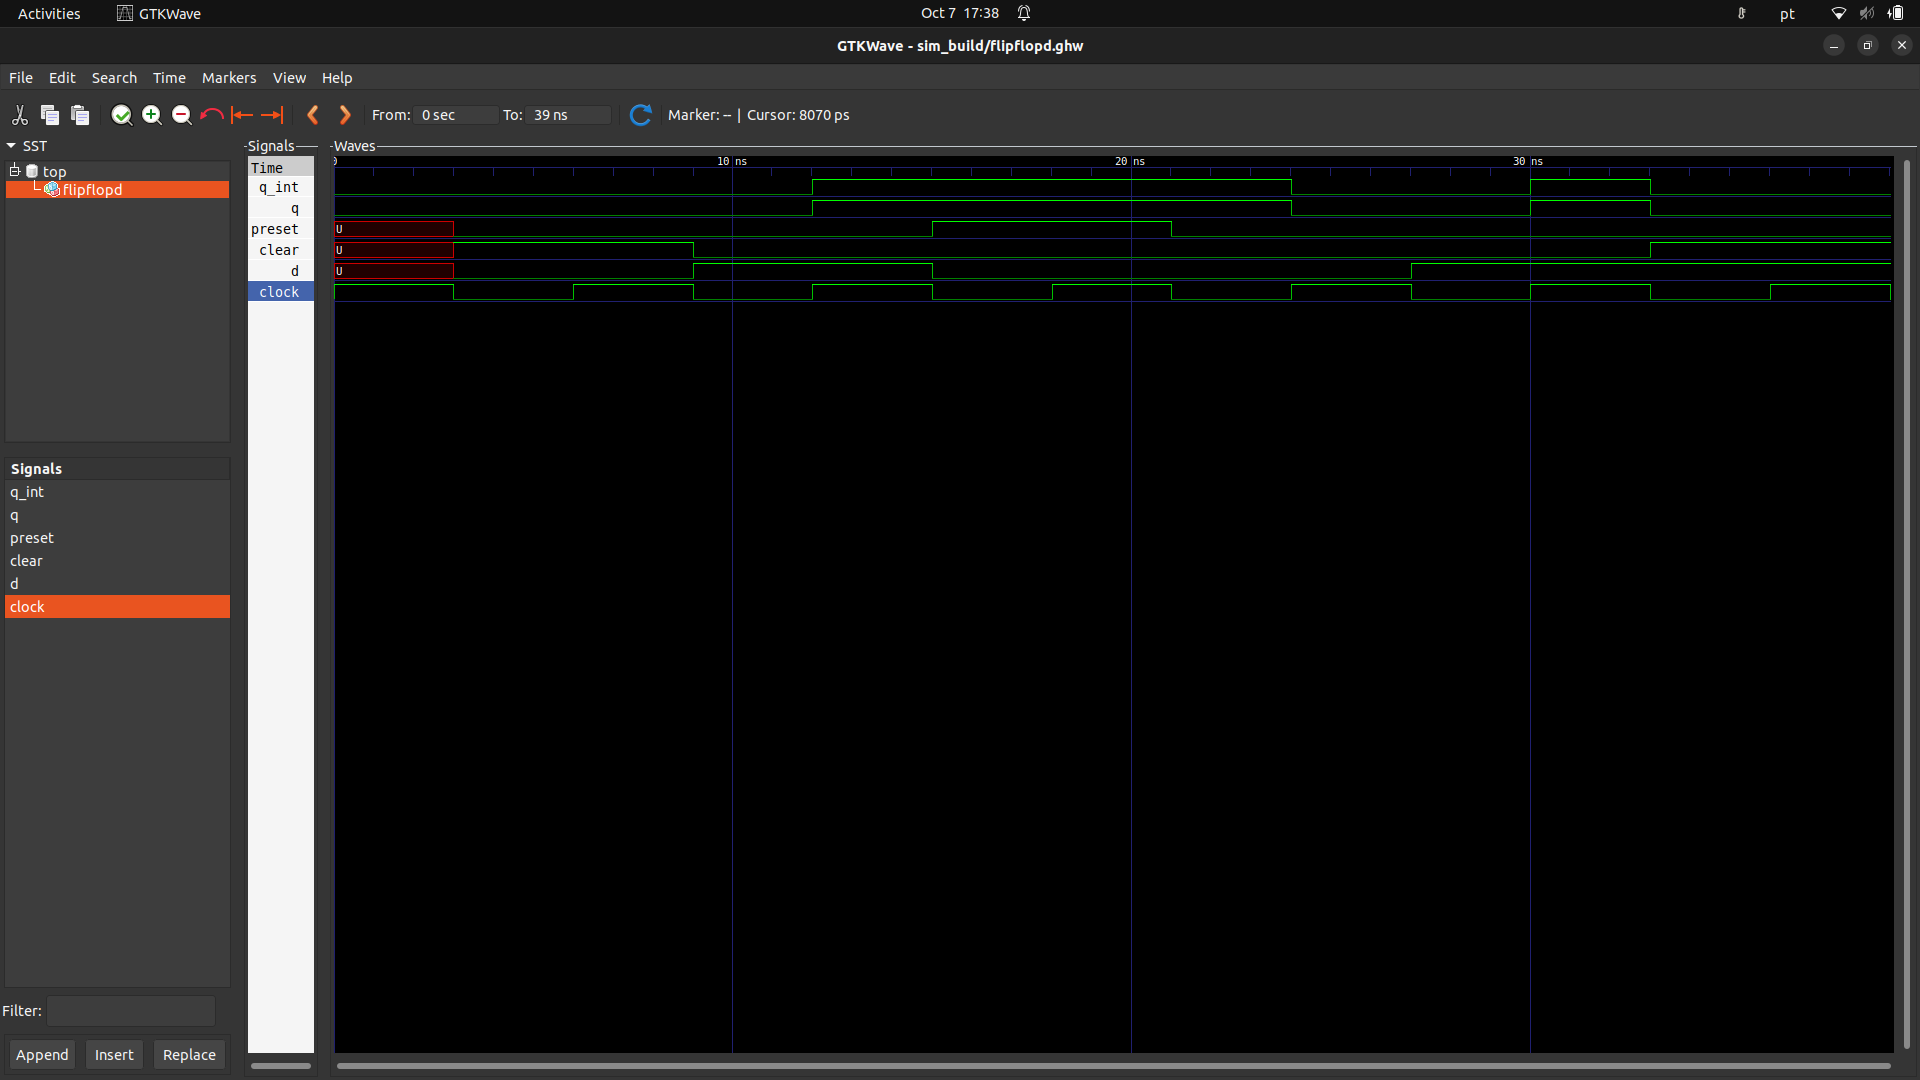 Activities GTKWave Oct 7 17:38 pt
GTKWave - sim_build/flipflopd.ghw
File Edit Search Time Markers View Help
From: 0 sec To: 39 ns Marker: -- | Cursor: 8070 ps
SST
top
flipflopd
Signals
q_int
q
preset
clear
d
clock
Filter:
Append Insert Replace
Signals
Time
q_int
q
preset
clear
d
clock
Waves
0 10 ns 20 ns 30 ns
U
U
U